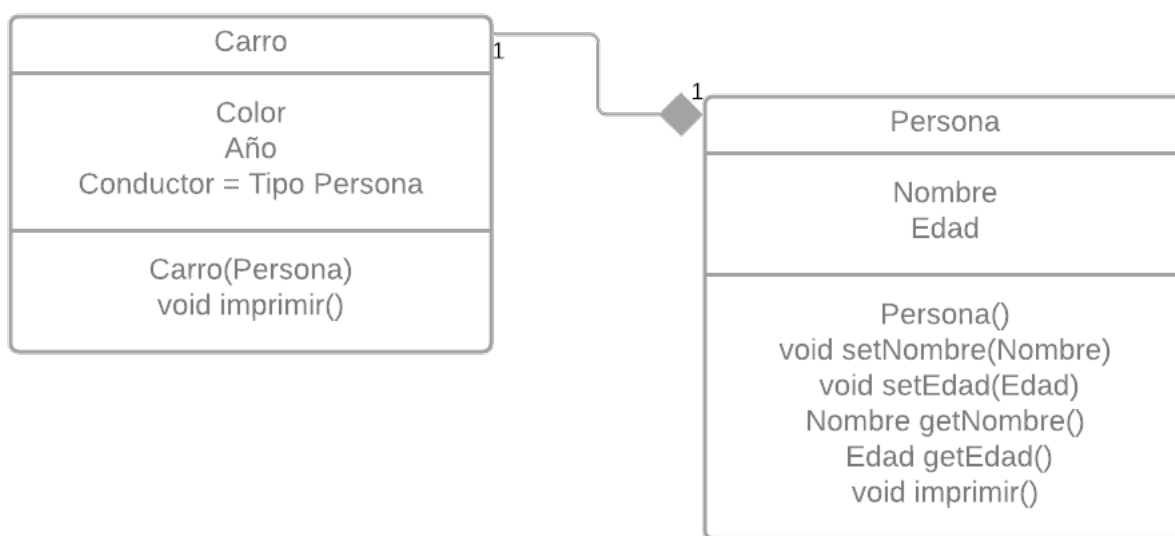 Carro
1
Color
Año
Conductor = Tipo Persona
Carro(Persona)
void imprimir()
1
Persona
Nombre
Edad
Persona()
void setNombre(Nombre)
void setEdad(Edad)
Nombre getNombre()
Edad getEdad()
void imprimir()